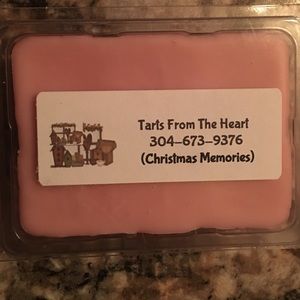 Tarts From The Heart
304-673-9376
(Christmas Memories)